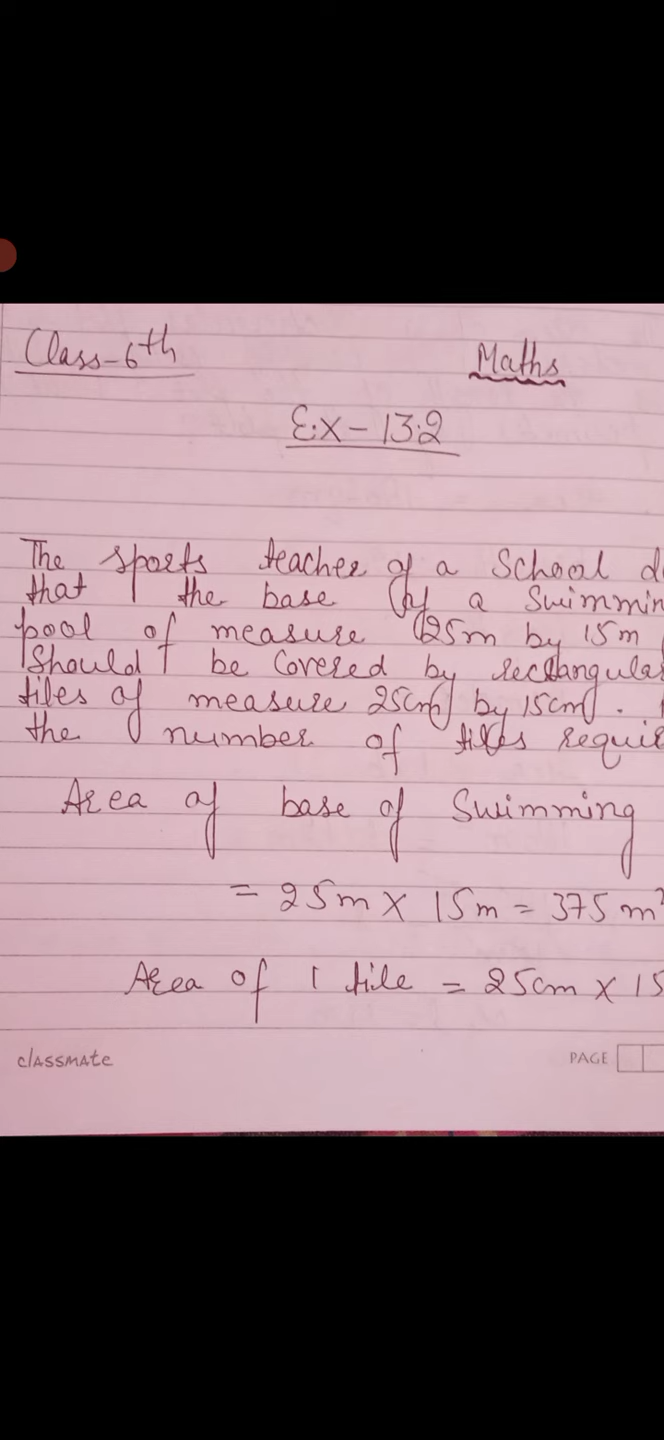 Class-6th
Maths
Ex-13.2
The sports teacher of a School d
that the base of a Swimmin
pool of measure 25m by 15m
Should be Covered by rectangular
tiles of measure 25cm by 15cm.
the number of tiles requir
Area of base of Swimming
= 25m X 15m = 375 m²
Area of 1 tile = 25cm X 15
classmate
PAGE